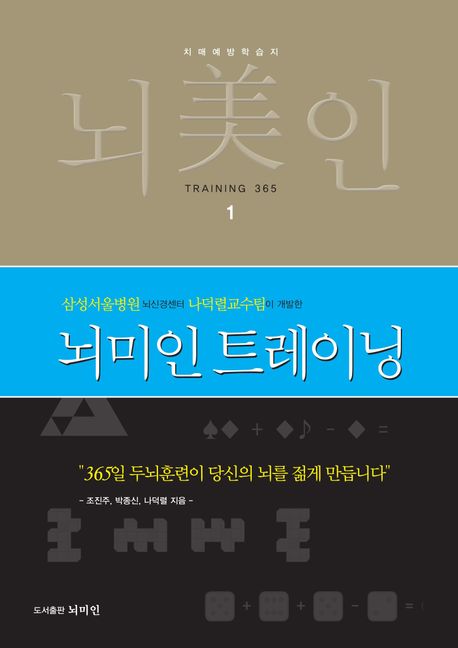 치매예방학습지
뇌美인
TRAINING 365
1
삼성서울병원 뇌신경센터 나덕렬교수팀이 개발한
뇌미인 트레이닝
♠◆ + ◆♪ - ◆ =
"365일 두뇌훈련이 당신의 뇌를 젊게 만듭니다"
- 조진주, 박종신, 나덕렬 지음 -
+ + - =
도서출판 뇌미인